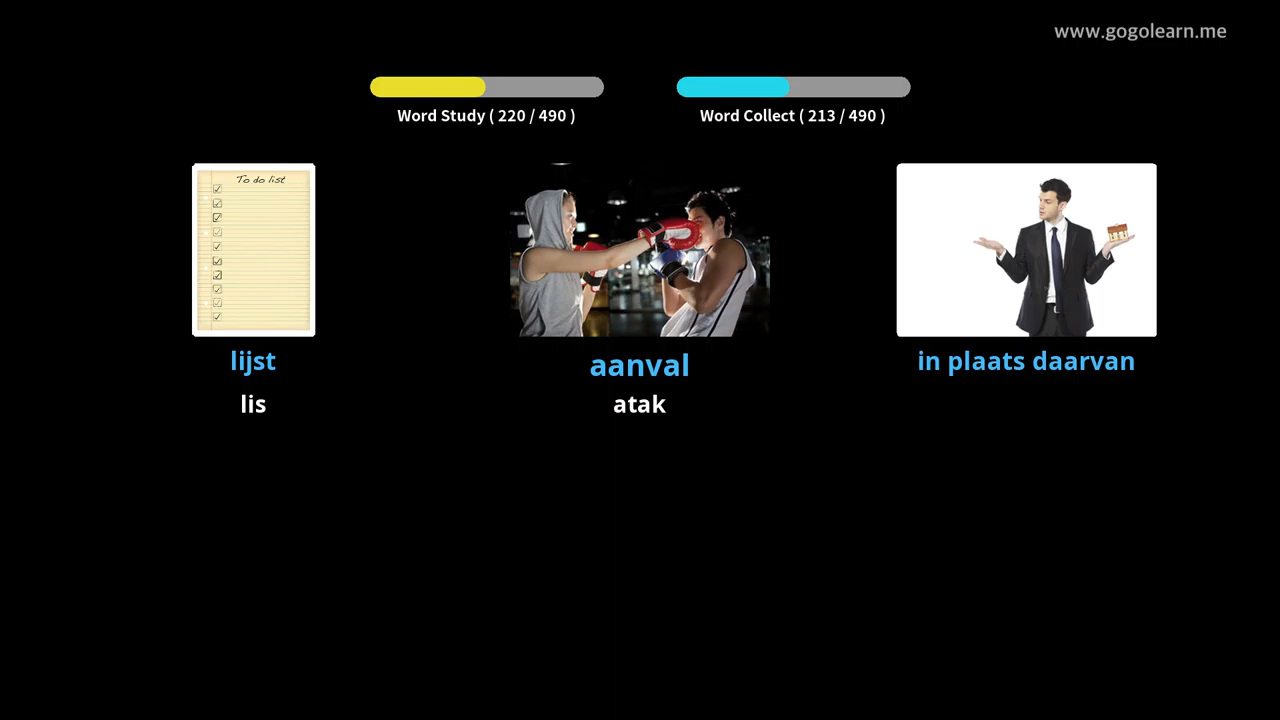 www.gogolearn.me
Word Study ( 220 / 490 )
Word Collect ( 213 / 490 )
To do list
lijst
aanval
in plaats daarvan
lis
atak